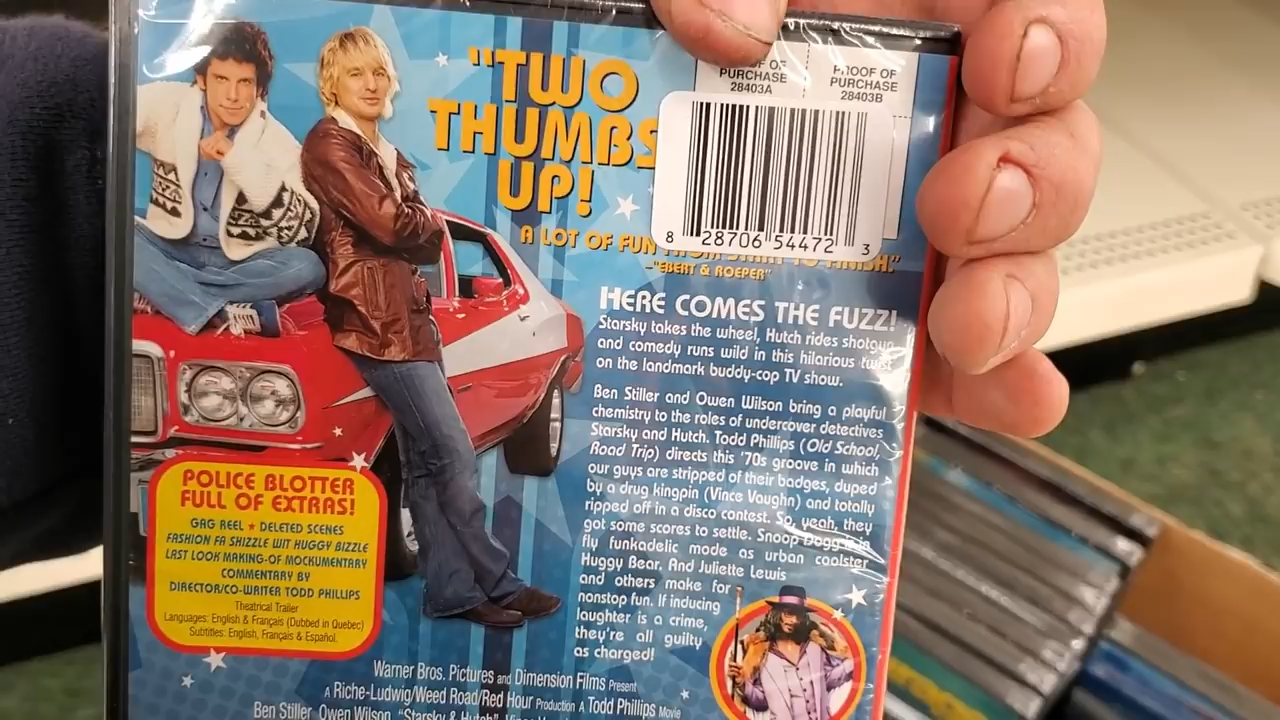 "TWO
THUMBS
UP!
A LOT OF FUN FROM START TO FINISH."
–"EBERT & ROEPER"
OF OF
PURCHASE
28403A
PROOF OF
PURCHASE
28403B
8 28706 54472 3
HERE COMES THE FUZZ!
Starsky takes the wheel, Hutch rides shotgun
and comedy runs wild in this hilarious twist
on the landmark buddy-cop TV show.
Ben Stiller and Owen Wilson bring a playful
chemistry to the roles of undercover detectives
Starsky and Hutch. Todd Phillips (Old School,
Road Trip) directs this '70s groove in which
our guys are stripped of their badges, duped
by a drug kingpin (Vince Vaughn) and totally
ripped off in a disco contest. So, yeah, they
got some scores to settle. Snoop Dogg is in
fly funkadelic mode as urban coolster
Huggy Bear. And Juliette Lewis
and others make for
nonstop fun. If inducing
laughter is a crime,
they're all guilty
as charged!
POLICE BLOTTER
FULL OF EXTRAS!
GAG REEL ★ DELETED SCENES
FASHION FA SHIZZLE WIT HUGGY BIZZLE
LAST LOOK MAKING-OF MOCKUMENTARY
COMMENTARY BY
DIRECTOR/CO-WRITER TODD PHILLIPS
Theatrical Trailer
Languages: English & Français (Dubbed in Quebec)
Subtitles: English, Français & Español.
Warner Bros. Pictures and Dimension Films Present
A Riche-Ludwig/Weed Road/Red Hour Production A Todd Phillips Movie
Ben Stiller Owen Wilson "Starsky & Hutch"